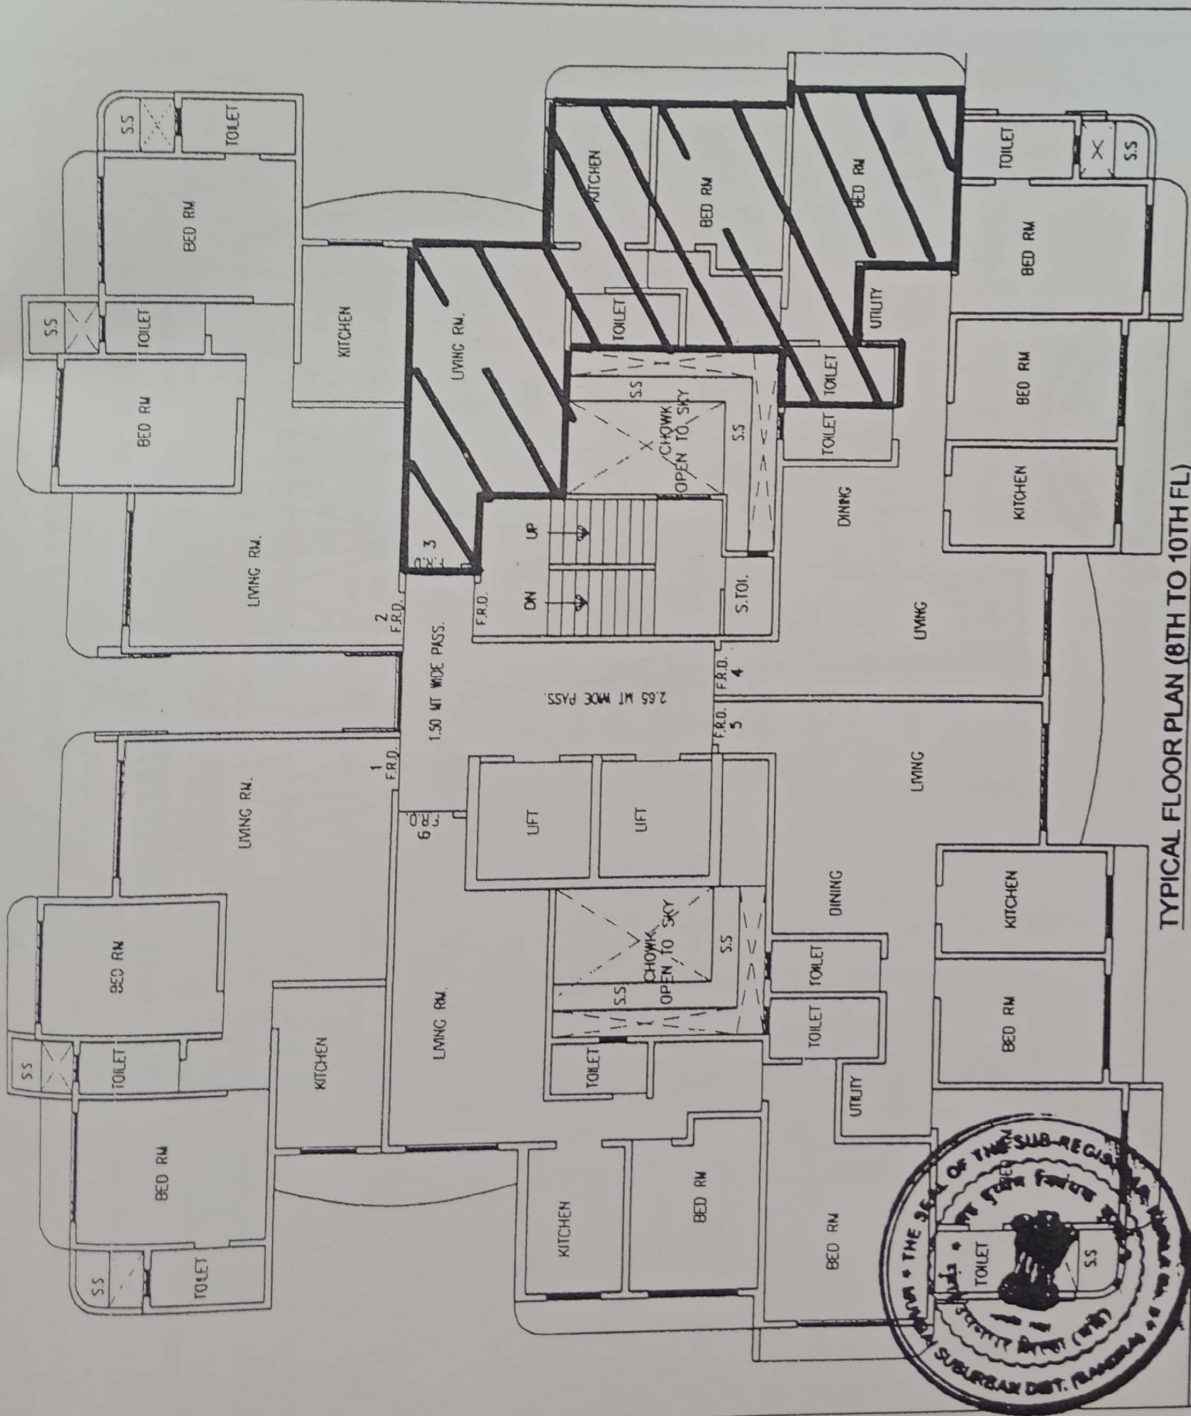 S.S
TOILET
BED RM
S.S
TOILET
BED RM
KITCHEN
LIVING RM.
2
F.R.D.
LIVING RM.
3
F.R.D.
KITCHEN
BED RM
BED RM
TOILET
UTILITY
TOILET
TOILET
S.S
CHOWK
OPEN TO SKY
S.S
UP
DN
F.R.D.
S.TOI.
TOILET
S.S
BED RM
BED RM
KITCHEN
DINING
LIVING
F.R.D.
4
1.50 MT WIDE PASS.
2.65 MT WIDE PASS.
F.R.D.
5
1
F.R.D.
6
F.R.D.
LIFT
LIFT
LIVING RM.
BED RM
S.S
TOILET
KITCHEN
BED RM
S.S
TOILET
LIVING RM.
CHOWK
OPEN TO SKY
S.S
S.S
TOILET
KITCHEN
BED RM
BED RM
LIVING
DINING
TOILET
TOILET
UTILITY
KITCHEN
BED RM
TOILET
S.S
THE SEAL OF THE SUB-REGISTRAR
SUBURBAN DIST. (BANDRA)
TYPICAL FLOOR PLAN (8TH TO 10TH FL)